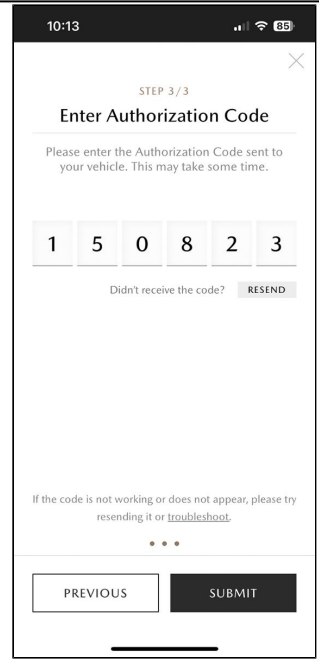 10:13
85
STEP 3/3
Enter Authorization Code
Please enter the Authorization Code sent to
your vehicle. This may take some time.
1 5 0 8 2 3
Didn't receive the code? RESEND
If the code is not working or does not appear, please try
resending it or troubleshoot.
PREVIOUS SUBMIT